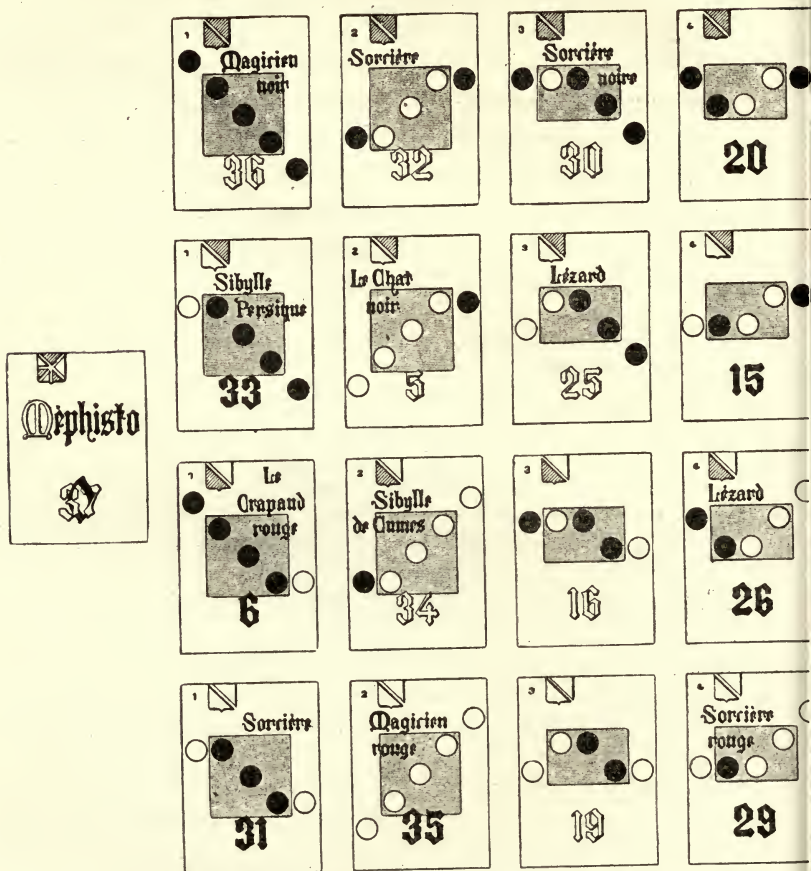 1
Magicien
noir
36
2
Sorcière
32
3
Sorcière
noire
30
4
20
1
Sibylle
Persique
33
2
Le Chat
noir
5
3
Lézard
25
4
15
Méphisto
37
1
Le
Crapaud
rouge
6
2
Sibylle
de Cumes
34
3
16
4
Lézard
26
1
Sorcière
31
2
Magicien
rouge
35
3
19
4
Sorcière
rouge
29